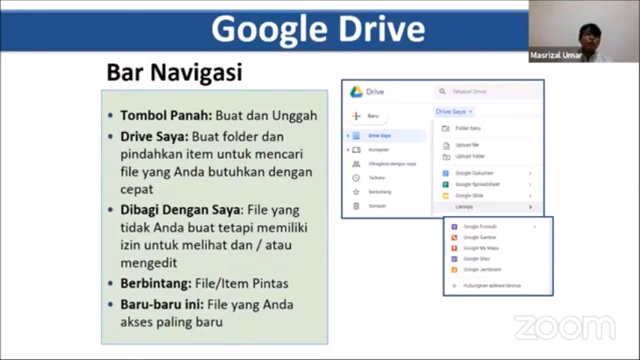 Google Drive
Masrizal Umar
Bar Navigasi
Tombol Panah: Buat dan Unggah
Drive Saya: Buat folder dan
pindahkan item untuk mencari
file yang Anda butuhkan dengan
cepat
Dibagi Dengan Saya: File yang
tidak Anda buat tetapi memiliki
izin untuk melihat dan / atau
mengedit
Berbintang: File/Item Pintas
Baru-baru ini: File yang Anda
akses paling baru
Drive
Telusuri Drive
Baru
Drive Saya
Drive Saya
Komputer
Dibagikan dengan saya
Terbaru
Berbintang
Sampah
Folder baru
Upload file
Upload folder
Google Dokumen
Google Spreadsheet
Google Slide
Lainnya
Google Formulir
Google Gambar
Google My Maps
Google Sites
Google Jamboard
Hubungkan aplikasi lainnya
zoom